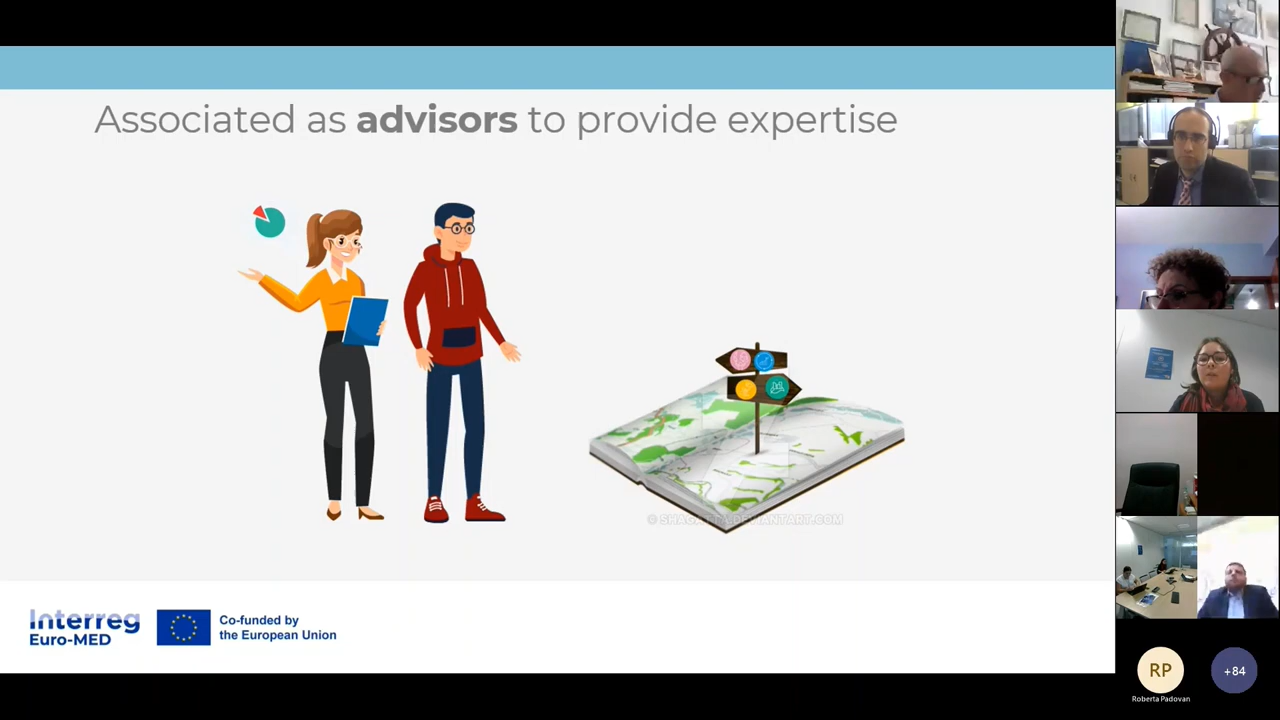 Associated as advisors to provide expertise
Interreg
Euro-MED
Co-funded by
the European Union
RP
+84
Roberta Padovan